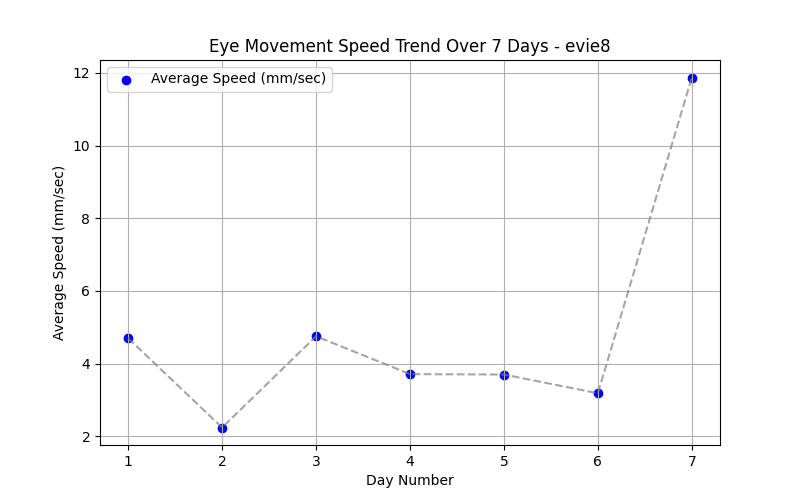 Eye Movement Speed Trend Over 7 Days - evie8
Average Speed (mm/sec)
12
10
8
6
4
2
Average Speed (mm/sec)
1 2 3 4 5 6 7
Day Number